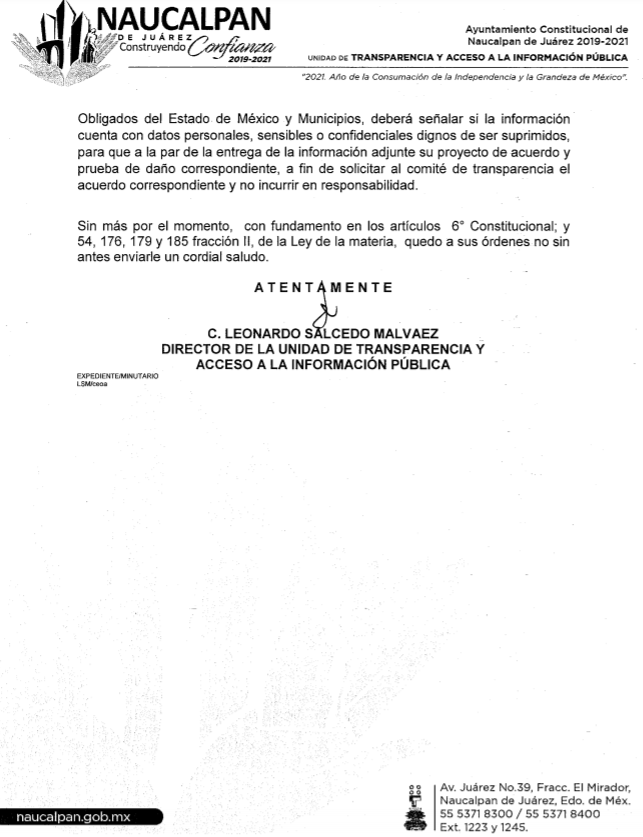 NAUCALPAN
DE JUÁREZ
Construyendo Confianza
2019-2021
Ayuntamiento Constitucional de
Naucalpan de Juárez 2019-2021
UNIDAD DE TRANSPARENCIA Y ACCESO A LA INFORMACIÓN PÚBLICA
"2021. Año de la Consumación de la Independencia y la Grandeza de México".
Obligados del Estado de México y Municipios, deberá señalar si la información
cuenta con datos personales, sensibles o confidenciales dignos de ser suprimidos,
para que a la par de la entrega de la información adjunte su proyecto de acuerdo y
prueba de daño correspondiente, a fin de solicitar al comité de transparencia el
acuerdo correspondiente y no incurrir en responsabilidad.
Sin más por el momento, con fundamento en los artículos 6° Constitucional; y
54, 176, 179 y 185 fracción II, de la Ley de la materia, quedo a sus órdenes no sin
antes enviarle un cordial saludo.
A T E N T A M E N T E
C. LEONARDO SALCEDO MALVAEZ
DIRECTOR DE LA UNIDAD DE TRANSPARENCIA Y
ACCESO A LA INFORMACIÓN PÚBLICA
EXPEDIENTE/MINUTARIO
LSM/ceoa
naucalpan.gob.mx
Av. Juárez No.39, Fracc. El Mirador,
Naucalpan de Juárez, Edo. de Méx.
55 5371 8300 / 55 5371 8400
Ext. 1223 y 1245.